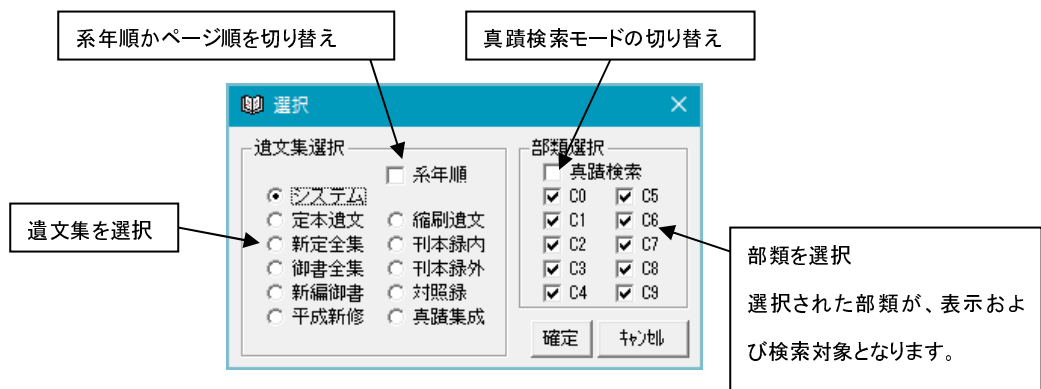 系年順かページ順を切り替え
真蹟検索モードの切り替え
選択
遺文集選択
系年順
システム
定本遺文
縮刷遺文
新定全集
刊本録内
御書全集
刊本録外
新編御書
対照録
平成新修
真蹟集成
部類選択
真蹟検索
C0
C5
C1
C6
C2
C7
C3
C8
C4
C9
確定
ｷｬﾝｾﾙ
遺文集を選択
部類を選択
選択された部類が、表示およ
び検索対象となります。